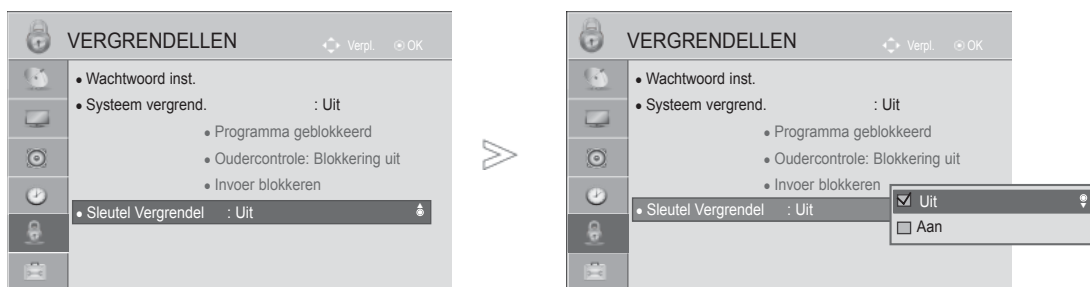 VERGRENDELLEN
Verpl. OK
• Wachtwoord inst.
• Systeem vergrend. : Uit
• Programma geblokkeerd
• Oudercontrole: Blokkering uit
• Invoer blokkeren
• Sleutel Vergrendel : Uit
VERGRENDELLEN
Verpl. OK
• Wachtwoord inst.
• Systeem vergrend. : Uit
• Programma geblokkeerd
• Oudercontrole: Blokkering uit
• Invoer blokkeren
• Sleutel Vergrendel : Uit
Uit
Aan